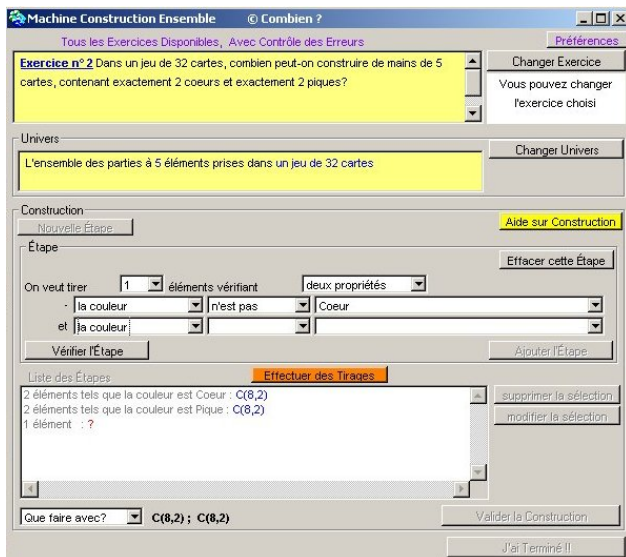 Machine Construction Ensemble © Combien ?
Tous les Exercices Disponibles, Avec Contrôle des Erreurs
Préférences
Exercice n° 2 Dans un jeu de 32 cartes, combien peut-on construire de mains de 5
cartes, contenant exactement 2 coeurs et exactement 2 piques?
Changer Exercice
Vous pouvez changer
l'exercice choisi
Univers
L'ensemble des parties à 5 éléments prises dans un jeu de 32 cartes
Changer Univers
Construction
Nouvelle Étape
Aide sur Construction
Étape
Effacer cette Étape
On veut tirer 1 éléments vérifiant deux propriétés
- la couleur n'est pas Coeur
et la couleur
Vérifier l'Étape
Ajouter l'Étape
Liste des Étapes
Effectuer des Tirages
2 éléments tels que la couleur est Coeur : C(8,2)
2 éléments tels que la couleur est Pique : C(8,2)
1 élément : ?
supprimer la sélection
modifier la sélection
Que faire avec? C(8,2) ; C(8,2)
Valider la Construction
J'ai Terminé !!